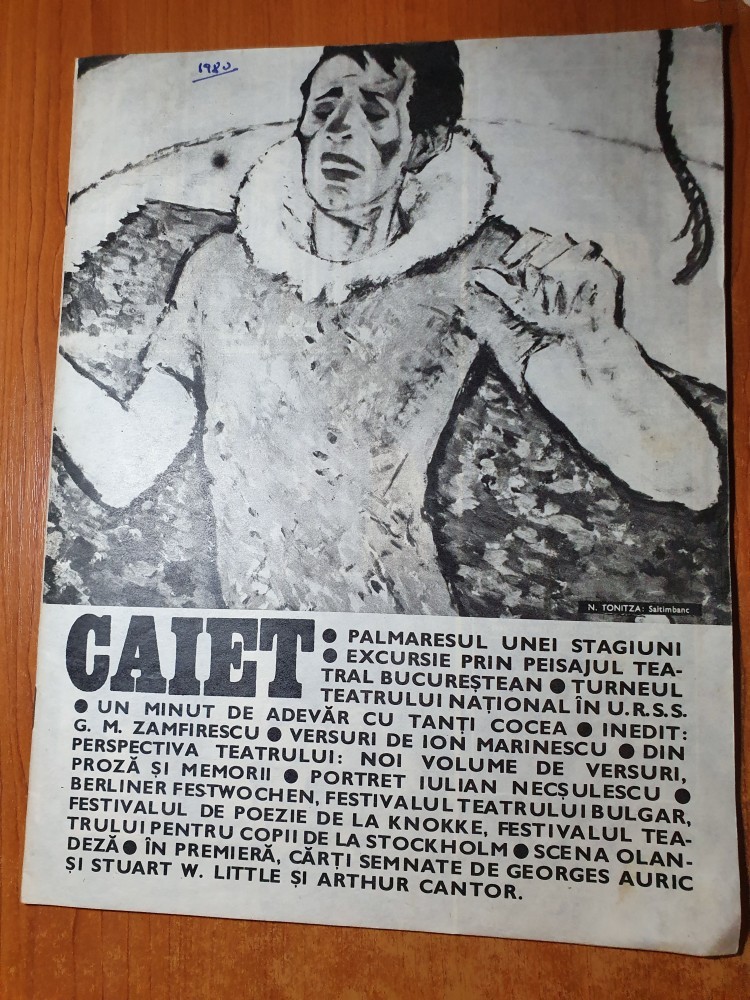 1980
N. TONITZA: Saltimbanc
CAIET
● PALMARESUL UNEI STAGIUNI
● EXCURSIE PRIN PEISAJUL TEA-
TRAL BUCUREȘTEAN ● TURNEUL
TEATRULUI NAȚIONAL ÎN U.R.S.S.
● UN MINUT DE ADEVĂR CU TANȚI COCEA ● INEDIT:
G. M. ZAMFIRESCU ● VERSURI DE ION MARINESCU ● DIN
PERSPECTIVA TEATRULUI: NOI VOLUME DE VERSURI,
PROZĂ ȘI MEMORII ● PORTRET IULIAN NECȘULESCU ●
BERLINER FESTWOCHEN, FESTIVALUL TEATRULUI BULGAR,
FESTIVALUL DE POEZIE DE LA KNOKKE, FESTIVALUL TEA-
TRULUI PENTRU COPII DE LA STOCKHOLM ● SCENA OLAN-
DEZĂ ● ÎN PREMIERĂ, CĂRȚI SEMNATE DE GEORGES AURIC
ȘI STUART W. LITTLE ȘI ARTHUR CANTOR.